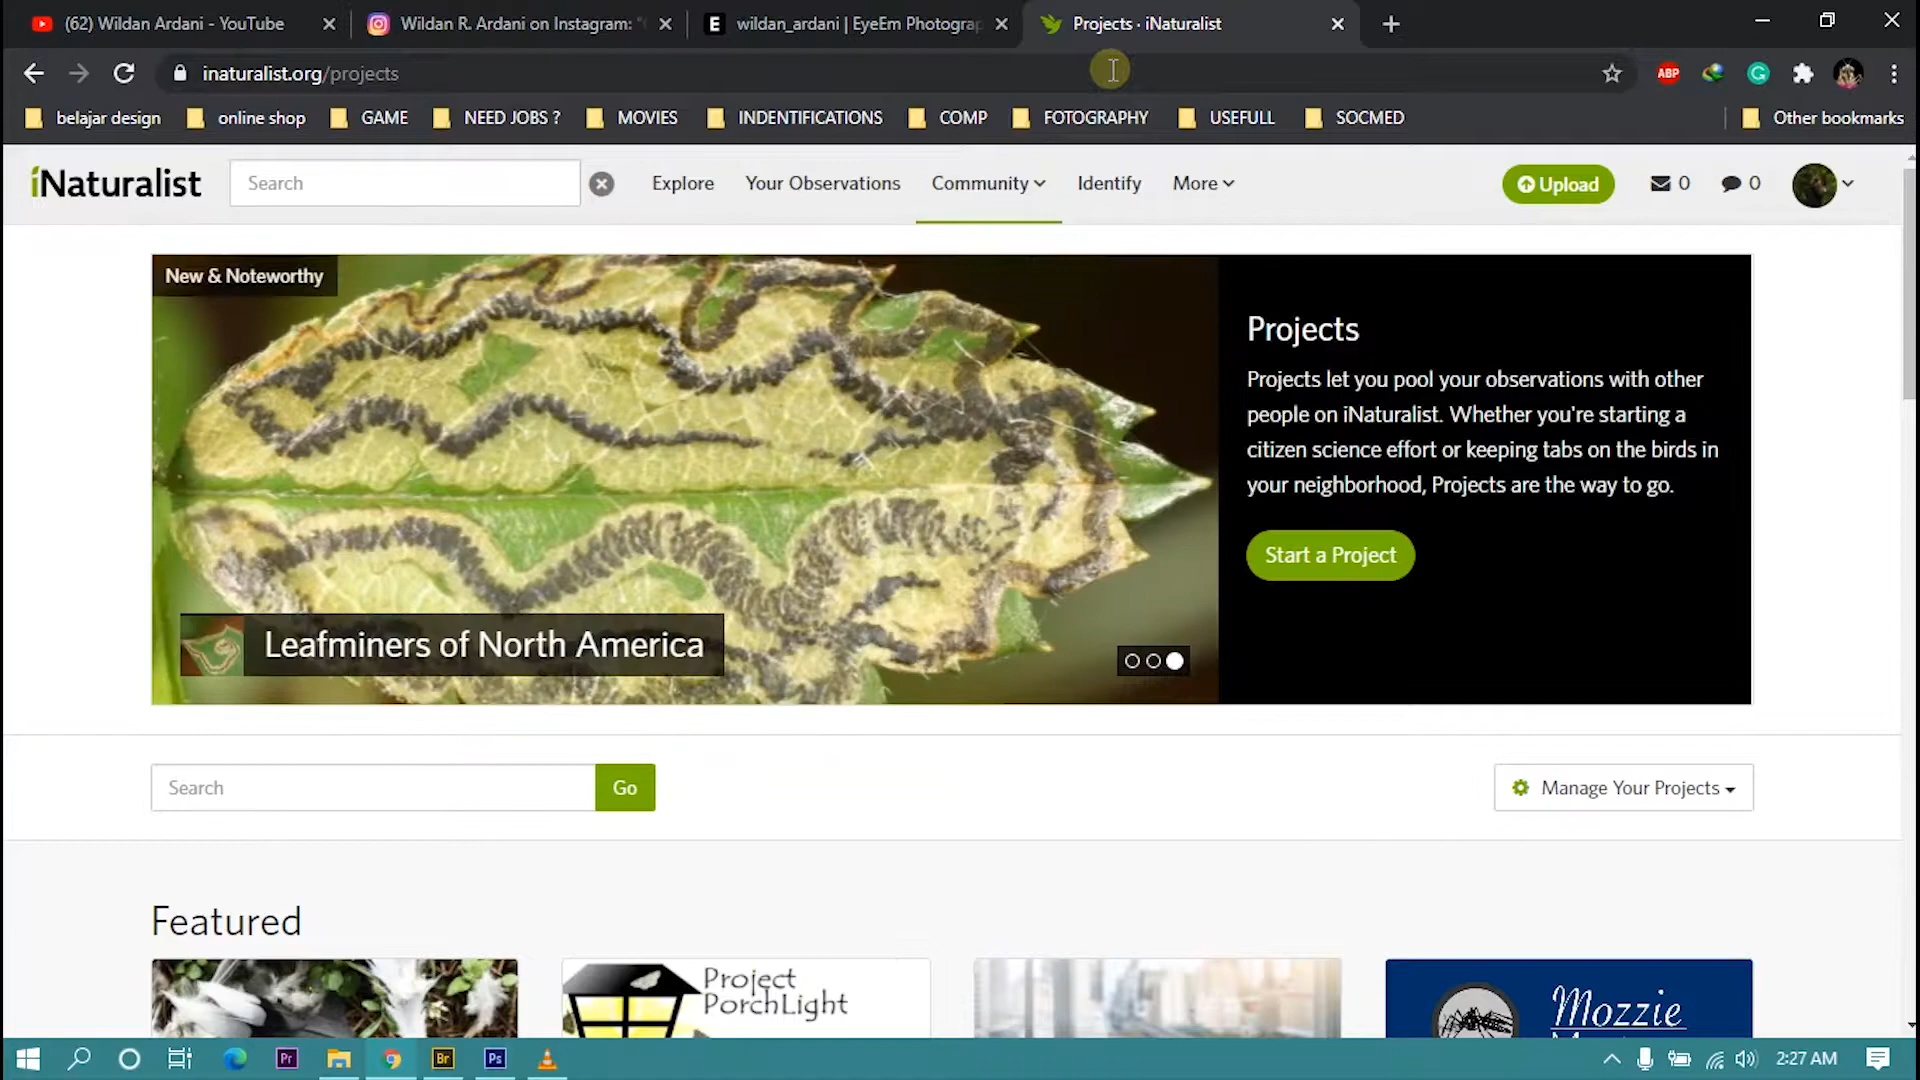 (62) Wildan Ardani - YouTube
Wildan R. Ardani on Instagram: "
wildan_ardani | EyeEm Photograp
Projects · iNaturalist
inaturalist.org/projects
ABP
belajar design
online shop
GAME
NEED JOBS ?
MOVIES
INDENTIFICATIONS
COMP
FOTOGRAPHY
USEFULL
SOCMED
Other bookmarks
iNaturalist
Search
Explore
Your Observations
Community
Identify
More
Upload
0
0
New & Noteworthy
Projects
Projects let you pool your observations with other
people on iNaturalist. Whether you're starting a
citizen science effort or keeping tabs on the birds in
your neighborhood, Projects are the way to go.
Start a Project
Leafminers of North America
Search
Go
Manage Your Projects
Featured
Project
PorchLight
Mozzie
Pr
Br
Ps
2:27 AM